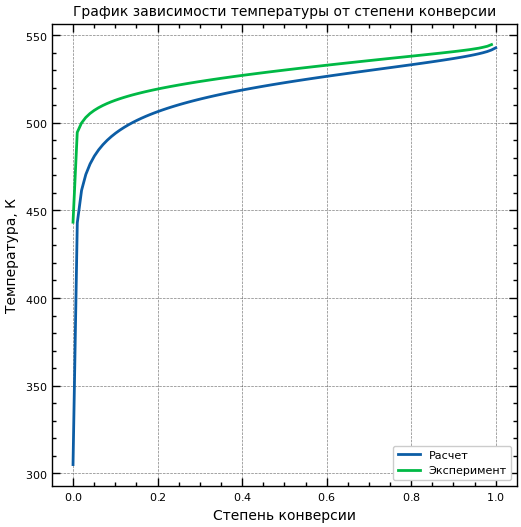 График зависимости температуры от степени конверсии
550
500
450
400
350
300
Температура, К
0.0 0.2 0.4 0.6 0.8 1.0
Степень конверсии
Расчет
Эксперимент